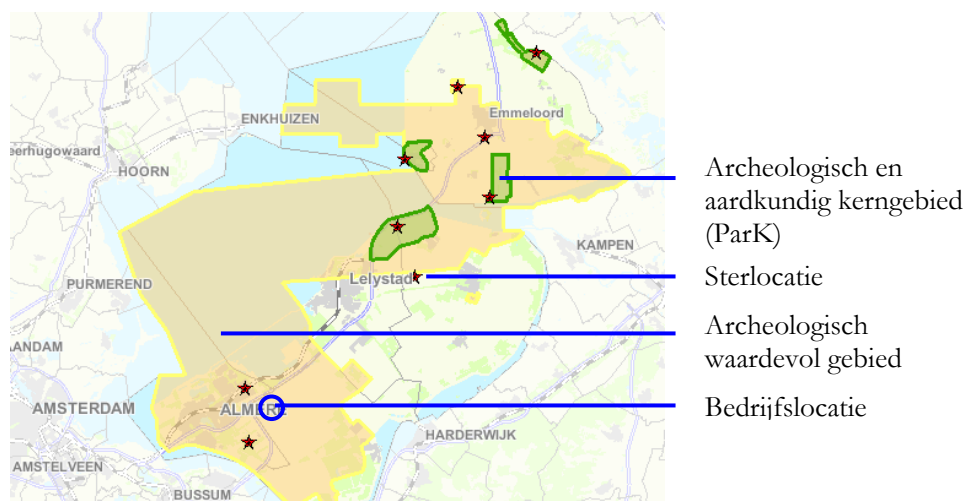 Emmeloord
ENKHUIZEN
eerhugowaard
HOORN
Archeologisch en
aardkundig kerngebied
(ParK)
KAMPEN
Lelystad
Sterlocatie
PURMEREND
Archeologisch
waardevol gebied
AANDAM
AMSTERDAM
ALMERE
Bedrijfslocatie
HARDERWIJK
AMSTELVEEN
BUSSUM